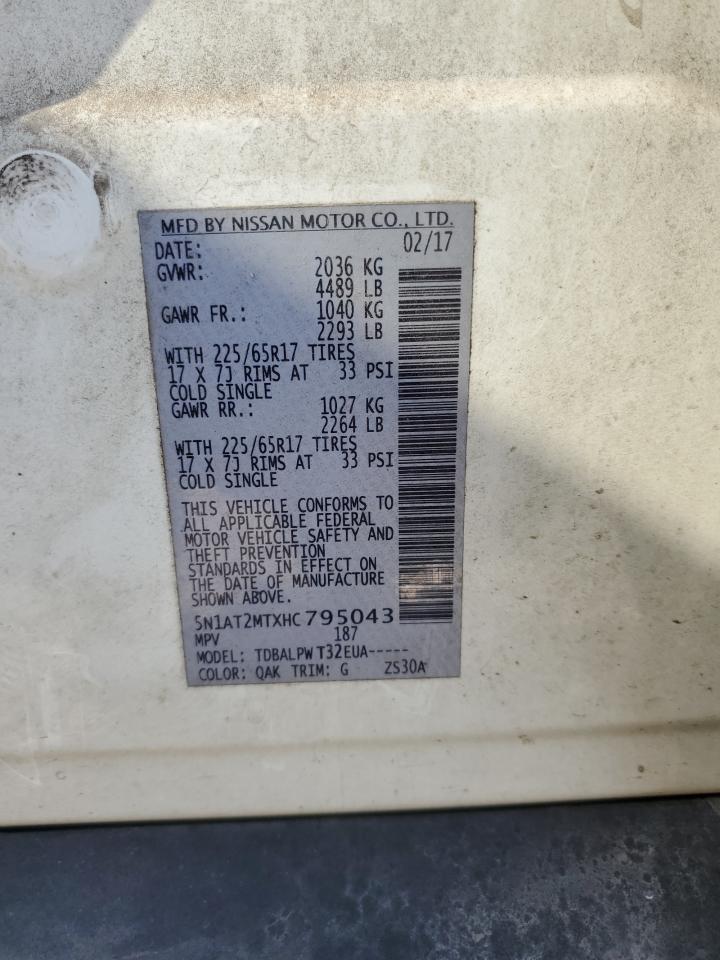 MFD BY NISSAN MOTOR CO., LTD.
DATE: 02/17
GVWR: 2036 KG
4489 LB
GAWR FR.: 1040 KG
2293 LB
WITH 225/65R17 TIRES
17 X 7J RIMS AT 33 PSI
COLD SINGLE
GAWR RR.: 1027 KG
2264 LB
WITH 225/65R17 TIRES
17 X 7J RIMS AT 33 PSI
COLD SINGLE
THIS VEHICLE CONFORMS TO
ALL APPLICABLE FEDERAL
MOTOR VEHICLE SAFETY AND
THEFT PREVENTION
STANDARDS IN EFFECT ON
THE DATE OF MANUFACTURE
SHOWN ABOVE.
5N1AT2MTXHC795043
MPV 187
MODEL: TDBALPW T32EUA-----
COLOR: QAK TRIM: G ZS30A